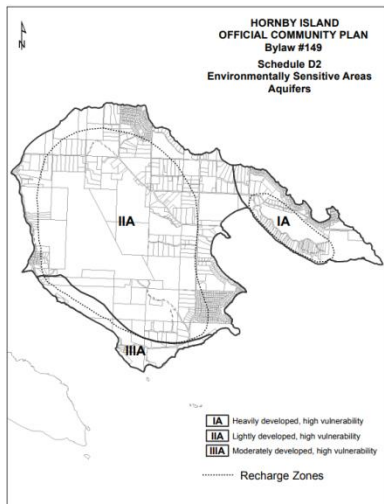 HORNBY ISLAND
OFFICIAL COMMUNITY PLAN
Bylaw #149
Schedule D2
Environmentally Sensitive Areas
Aquifers
N
IIA
IA
IIIA
IA Heavily developed, high vulnerability
IIA Lightly developed, high vulnerability
IIIA Moderately developed, high vulnerability
Recharge Zones